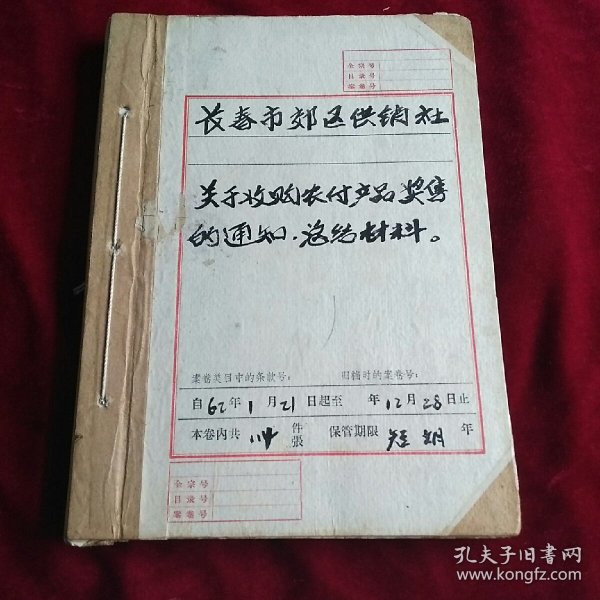 全宗号
目录号
案卷号
长春市郊区供销社
关于收购农付产品奖售
的通知.总结材料。
案卷类目中的条款号： 归档时的案卷号：
自62年1月21日起至 年12月28日止
本卷内共 件張 保管期限 短期 年
全宗号
目录号
案卷号
孔夫子旧书网
www.kongfz.com